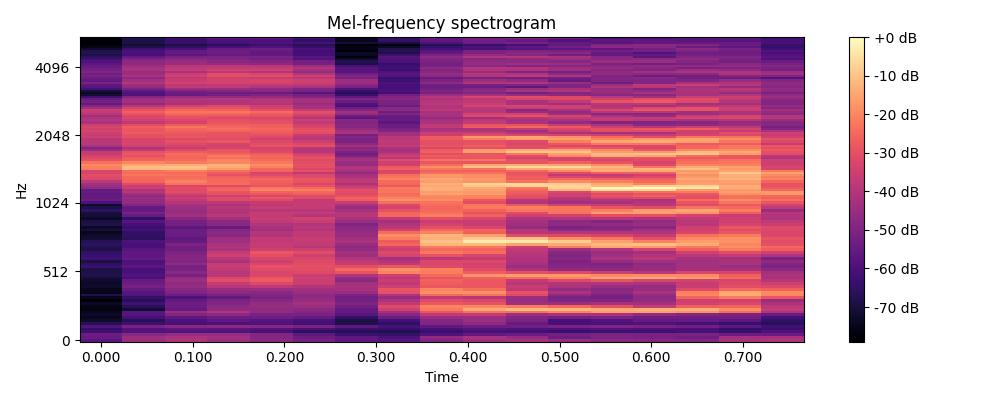 Mel-frequency spectrogram
Hz
4096
2048
1024
512
0
0.000 0.100 0.200 0.300 0.400 0.500 0.600 0.700
Time
+0 dB
-10 dB
-20 dB
-30 dB
-40 dB
-50 dB
-60 dB
-70 dB